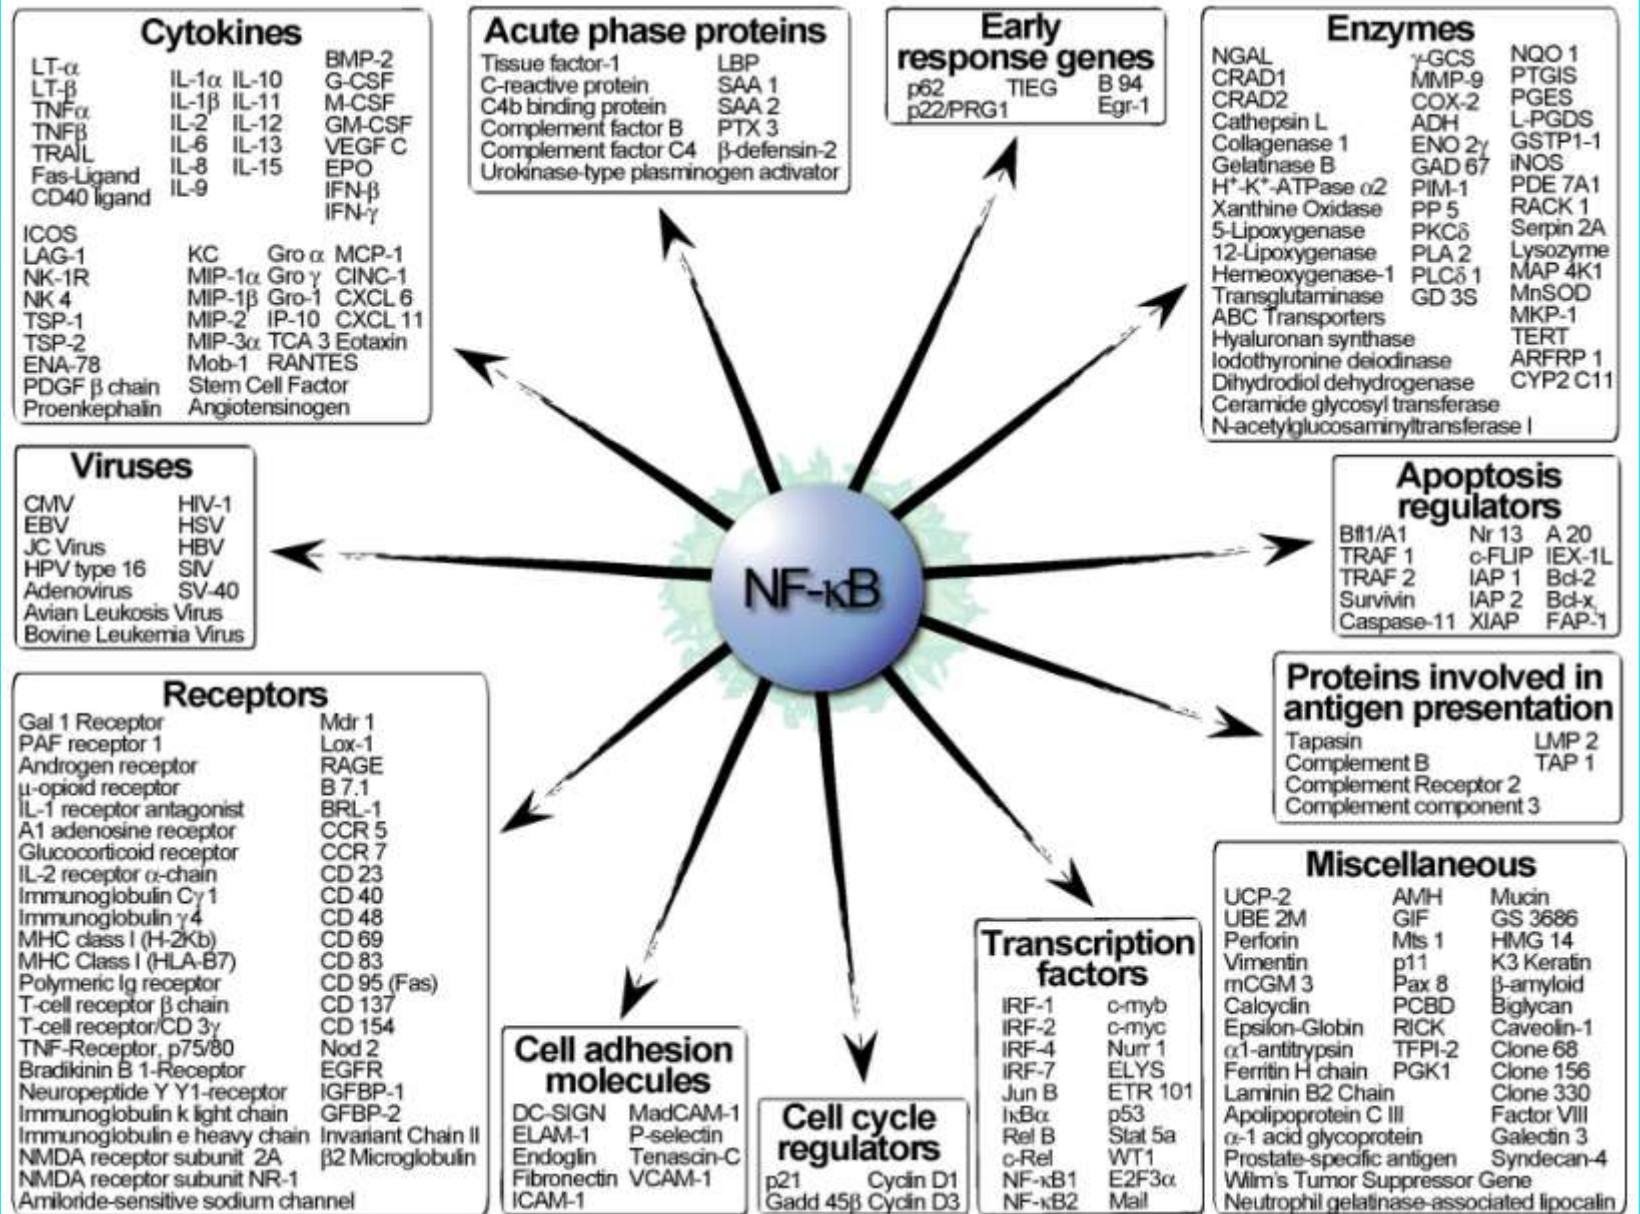 Cytokines
LT-α
LT-β
TNFα
TNFβ
TRAIL
Fas-Ligand
CD40 ligand
IL-1α IL-10
IL-1β IL-11
IL-2 IL-12
IL-6 IL-13
IL-8 IL-15
IL-9
BMP-2
G-CSF
M-CSF
GM-CSF
VEGF C
EPO
IFN-β
IFN-γ
ICOS
LAG-1
NK-1R
NK 4
TSP-1
TSP-2
ENA-78
PDGF β chain
Proenkephalin
KC Gro α MCP-1
MIP-1α Gro γ CINC-1
MIP-1β Gro-1 CXCL 6
MIP-2 IP-10 CXCL 11
MIP-3α TCA 3 Eotaxin
Mob-1 RANTES
Stem Cell Factor
Angiotensinogen
Acute phase proteins
Tissue factor-1 LBP
C-reactive protein SAA 1
C4b binding protein SAA 2
Complement factor B PTX 3
Complement factor C4 β-defensin-2
Urokinase-type plasminogen activator
Early
response genes
p62 TIEG B 94
p22/PRG1 Egr-1
Enzymes
NGAL
CRAD1
CRAD2
Cathepsin L
Collagenase 1
Gelatinase B
H⁺-K⁺-ATPase α2
Xanthine Oxidase
5-Lipoxygenase
12-Lipoxygenase
Hemeoxygenase-1
Transglutaminase
ABC Transporters
Hyaluronan synthase
Iodothyronine deiodinase
Dihydrodiol dehydrogenase
Ceramide glycosyl transferase
N-acetylglucosaminyltransferase I
γ-GCS
MMP-9
COX-2
ADH
ENO 2γ
GAD 67
PIM-1
PP 5
PKCδ
PLA 2
PLCδ 1
GD 3S
NQO 1
PTGIS
PGES
L-PGDS
GSTP1-1
iNOS
PDE 7A1
RACK 1
Serpin 2A
Lysozyme
MAP 4K1
MnSOD
MKP-1
TERT
ARFRP 1
CYP2 C11
Viruses
CMV HIV-1
EBV HSV
JC Virus HBV
HPV type 16 SIV
Adenovirus SV-40
Avian Leukosis Virus
Bovine Leukemia Virus
NF-κB
Apoptosis
regulators
Bfl1/A1 Nr 13 A 20
TRAF 1 c-FLIP IEX-1L
TRAF 2 IAP 1 Bcl-2
Survivin IAP 2 Bcl-xL
Caspase-11 XIAP FAP-1
Proteins involved in
antigen presentation
Tapasin LMP 2
Complement B TAP 1
Complement Receptor 2
Complement component 3
Receptors
Gal 1 Receptor Mdr 1
PAF receptor 1 Lox-1
Androgen receptor RAGE
μ-opioid receptor B 7.1
IL-1 receptor antagonist BRL-1
A1 adenosine receptor CCR 5
Glucocorticoid receptor CCR 7
IL-2 receptor α-chain CD 23
Immunoglobulin Cγ 1 CD 40
Immunoglobulin γ 4 CD 48
MHC class I (H-2Kb) CD 69
MHC Class I (HLA-B7) CD 83
Polymeric Ig receptor CD 95 (Fas)
T-cell receptor β chain CD 137
T-cell receptor/CD 3γ CD 154
TNF-Receptor, p75/80 Nod 2
Bradikinin B 1-Receptor EGFR
Neuropeptide Y Y1-receptor IGFBP-1
Immunoglobulin k light chain GFBP-2
Immunoglobulin e heavy chain Invariant Chain II
NMDA receptor subunit 2A β2 Microglobulin
NMDA receptor subunit NR-1
Amiloride-sensitive sodium channel
Cell adhesion
molecules
DC-SIGN MadCAM-1
ELAM-1 P-selectin
Endoglin Tenascin-C
Fibronectin VCAM-1
ICAM-1
Cell cycle
regulators
p21 Cyclin D1
Gadd 45β Cyclin D3
Transcription
factors
IRF-1 c-myb
IRF-2 c-myc
IRF-4 Nurr 1
IRF-7 ELYS
Jun B ETR 101
IκBα p53
Rel B Stat 5a
c-Rel WT1
NF-κB1 E2F3α
NF-κB2 Mail
Miscellaneous
UCP-2 AMH Mucin
UBE 2M GIF GS 3686
Perforin Mts 1 HMG 14
Vimentin p11 K3 Keratin
mCGM 3 Pax 8 β-amyloid
Calcyclin PCBD Biglycan
Epsilon-Globin RICK Caveolin-1
α1-antitrypsin TFPI-2 Clone 68
Ferritin H chain PGK1 Clone 156
Laminin B2 Chain Clone 330
Apolipoprotein C III Factor VIII
α-1 acid glycoprotein Galectin 3
Prostate-specific antigen Syndecan-4
Wilm's Tumor Suppressor Gene
Neutrophil gelatinase-associated lipocalin